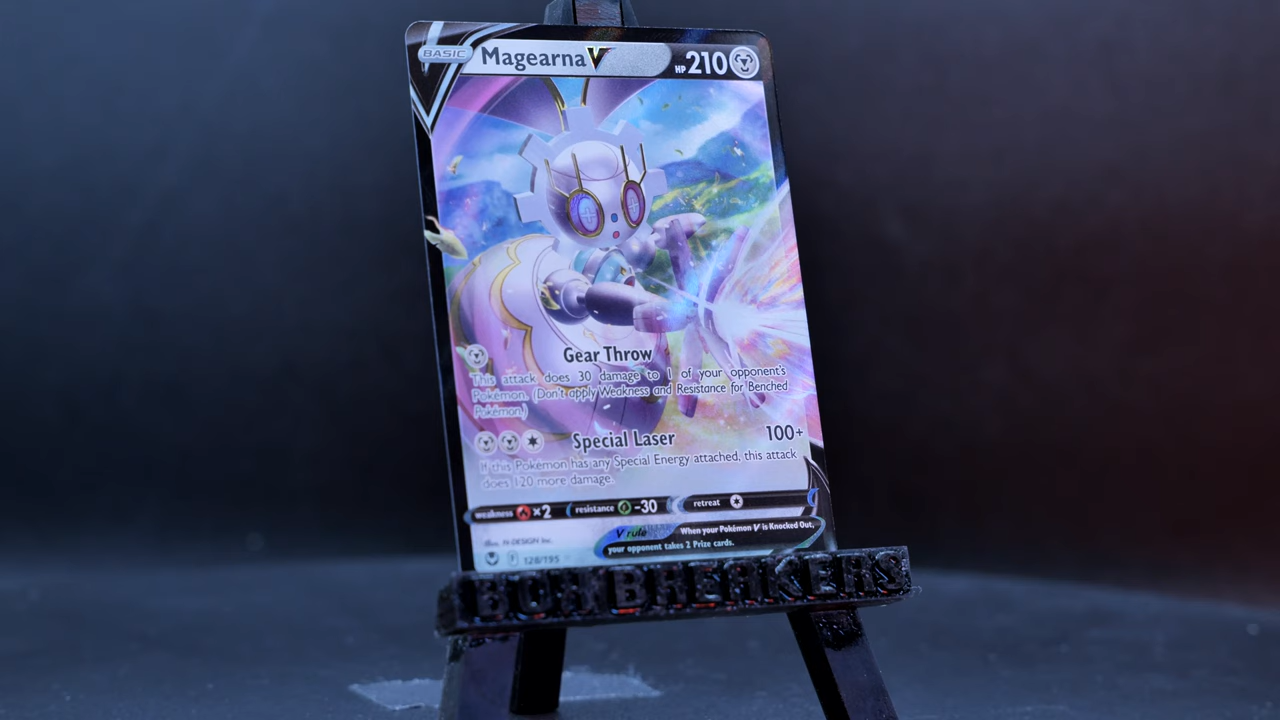 BASIC Magearna V HP 210
Gear Throw
This attack does 30 damage to 1 of your opponent's
Pokémon. (Don't apply Weakness and Resistance for Benched
Pokémon.)
Special Laser 100+
If this Pokémon has any Special Energy attached, this attack
does 120 more damage.
weakness ×2 resistance -30 retreat
V rule When your Pokémon V is Knocked Out,
your opponent takes 2 Prize cards.
Illus. N-DESIGN Inc.
128/195
BOXBREAKERS